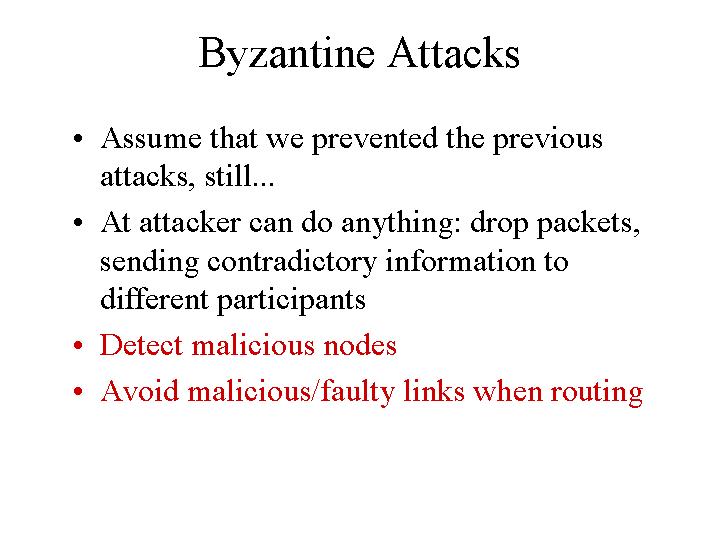 Byzantine Attacks
• Assume that we prevented the previous
attacks, still...
• At attacker can do anything: drop packets,
sending contradictory information to
different participants
• Detect malicious nodes
• Avoid malicious/faulty links when routing